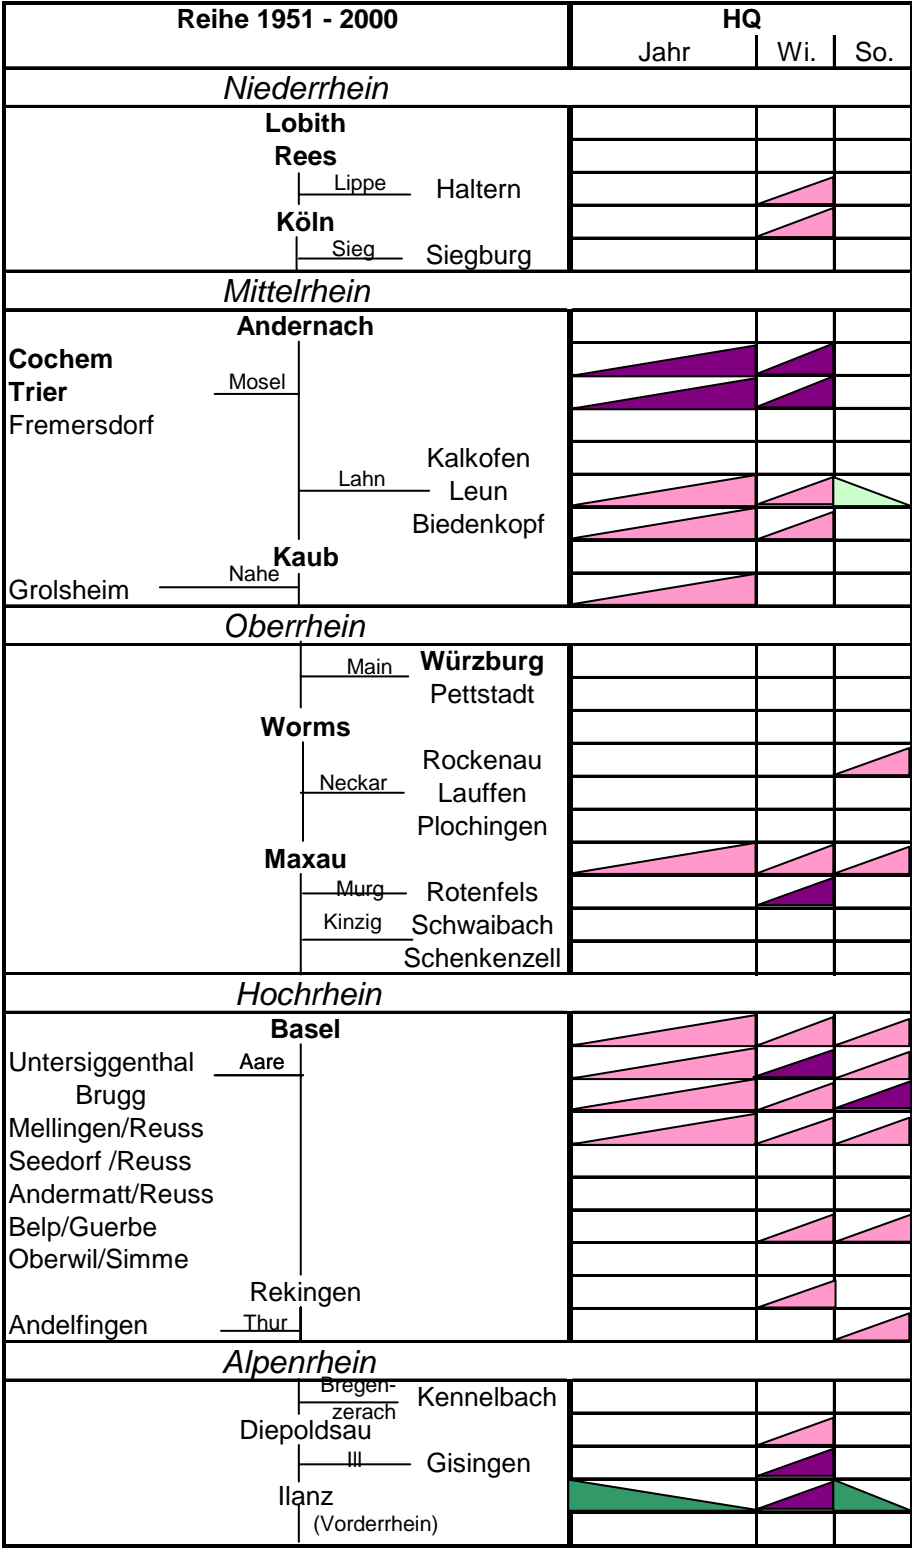 Reihe 1951 - 2000 HQ
Jahr Wi. So.
Niederrhein
Lobith
Rees
Lippe Haltern
Köln
Sieg Siegburg
Mittelrhein
Andernach
Cochem
Mosel
Trier
Fremersdorf
Kalkofen
Lahn Leun
Biedenkopf
Kaub
Nahe
Grolsheim
Oberrhein
Main Würzburg
Pettstadt
Worms
Rockenau
Neckar Lauffen
Plochingen
Maxau
Murg Rotenfels
Kinzig Schwaibach
Schenkenzell
Hochrhein
Basel
Untersiggenthal Aare
Brugg
Mellingen/Reuss
Seedorf /Reuss
Andermatt/Reuss
Belp/Guerbe
Oberwil/Simme
Rekingen
Andelfingen Thur
Alpenrhein
Bregen-
zerach Kennelbach
Diepoldsau
Ill Gisingen
Ilanz
(Vorderrhein)